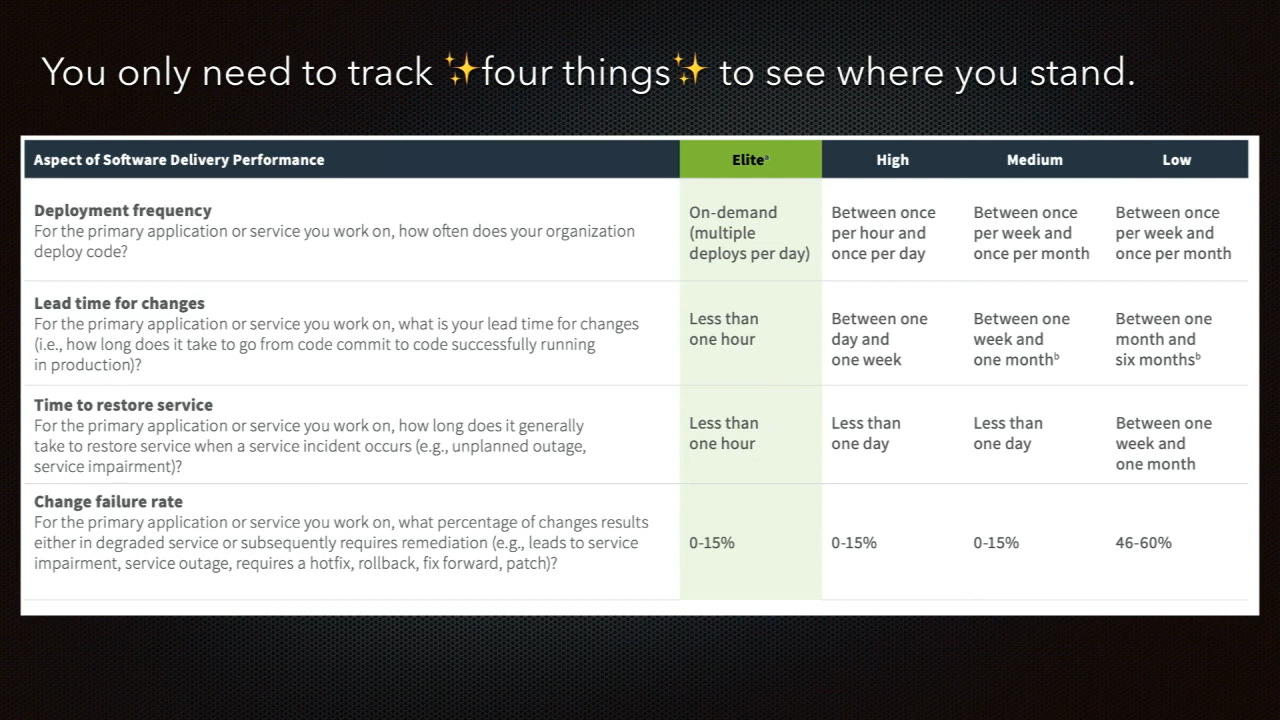 You only need to track ✨four things✨ to see where you stand.
Aspect of Software Delivery Performance Eliteᵃ High Medium Low
Deployment frequency
For the primary application or service you work on, how often does your organization
deploy code?
On-demand
(multiple
deploys per day)
Between once
per hour and
once per day
Between once
per week and
once per month
Between once
per week and
once per month
Lead time for changes
For the primary application or service you work on, what is your lead time for changes
(i.e., how long does it take to go from code commit to code successfully running
in production)?
Less than
one hour
Between one
day and
one week
Between one
week and
one monthᵇ
Between one
month and
six monthsᵇ
Time to restore service
For the primary application or service you work on, how long does it generally
take to restore service when a service incident occurs (e.g., unplanned outage,
service impairment)?
Less than
one hour
Less than
one day
Less than
one day
Between one
week and
one month
Change failure rate
For the primary application or service you work on, what percentage of changes results
either in degraded service or subsequently requires remediation (e.g., leads to service
impairment, service outage, requires a hotfix, rollback, fix forward, patch)?
0-15%
0-15%
0-15%
46-60%